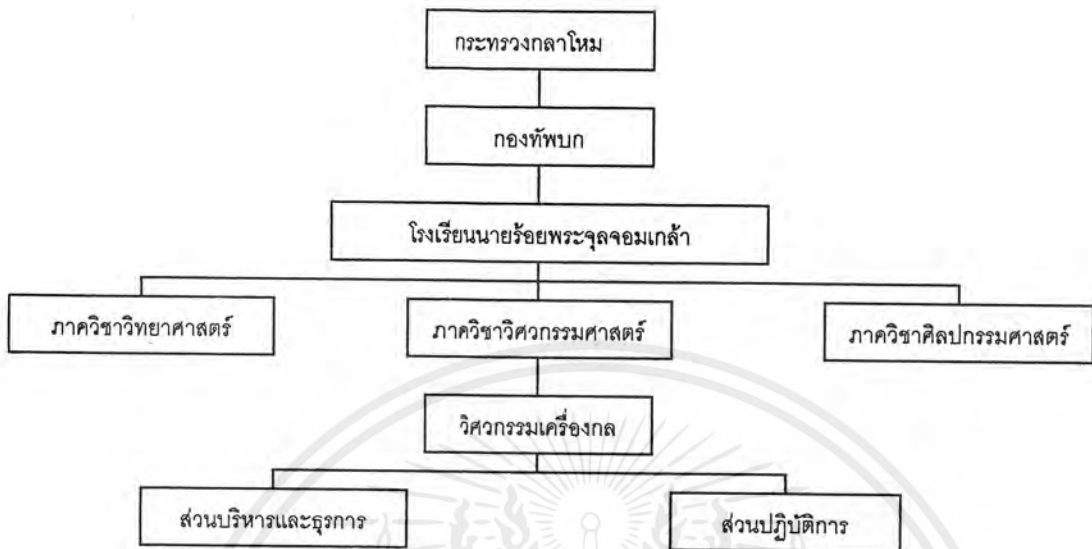 กระทรวงกลาโหม
กองทัพบก
โรงเรียนนายร้อยพระจุลจอมเกล้า
ภาควิชาวิทยาศาสตร์
ภาควิชาวิศวกรรมศาสตร์
ภาควิชาศิลปกรรมศาสตร์
วิศวกรรมเครื่องกล
ส่วนบริหารและธุรการ
ส่วนปฏิบัติการ